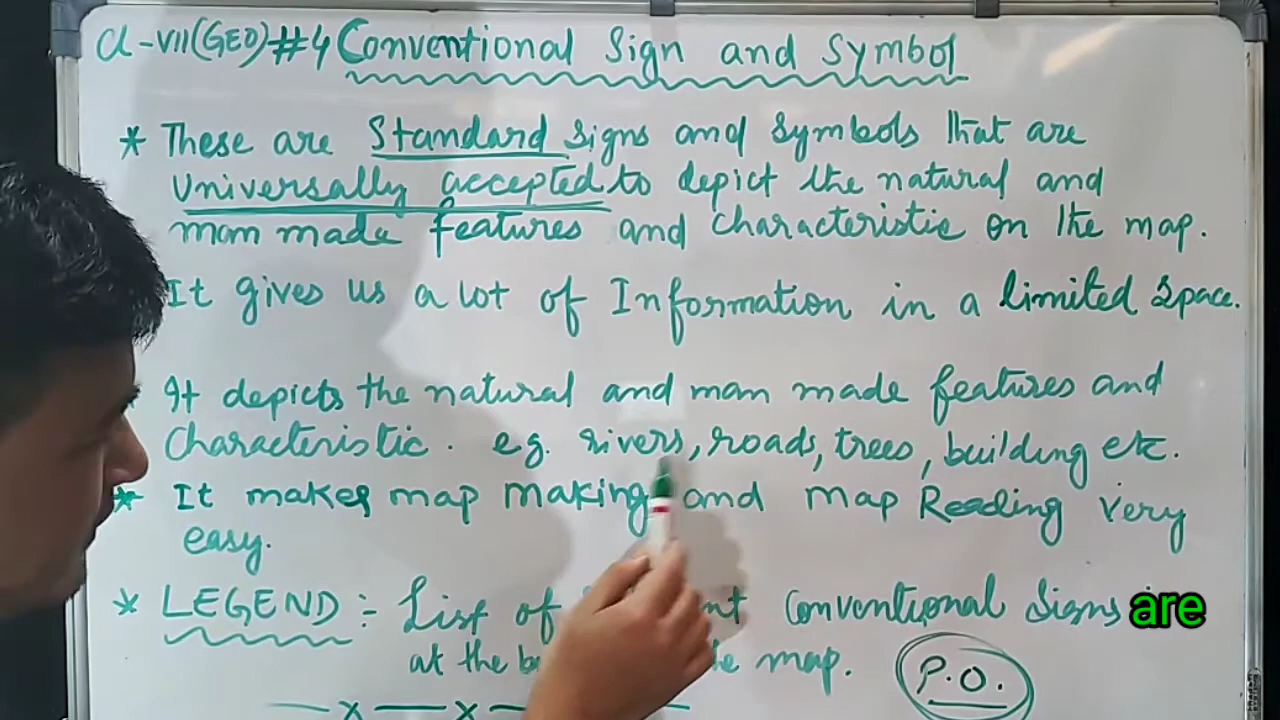 Cl-VII(GEO)#4 Conventional Sign and Symbol
* These are Standard signs and symbols that are
Universally accepted to depict the natural and
man made features and characteristic on the map.
It gives us a lot of Information in a limited space.
It depicts the natural and man made features and
characteristic. e.g. rivers, roads, trees, building etc.
* It makes map making and map Reading very
easy.
* LEGEND :- List of conventional signs
at the map.
P.O.
are